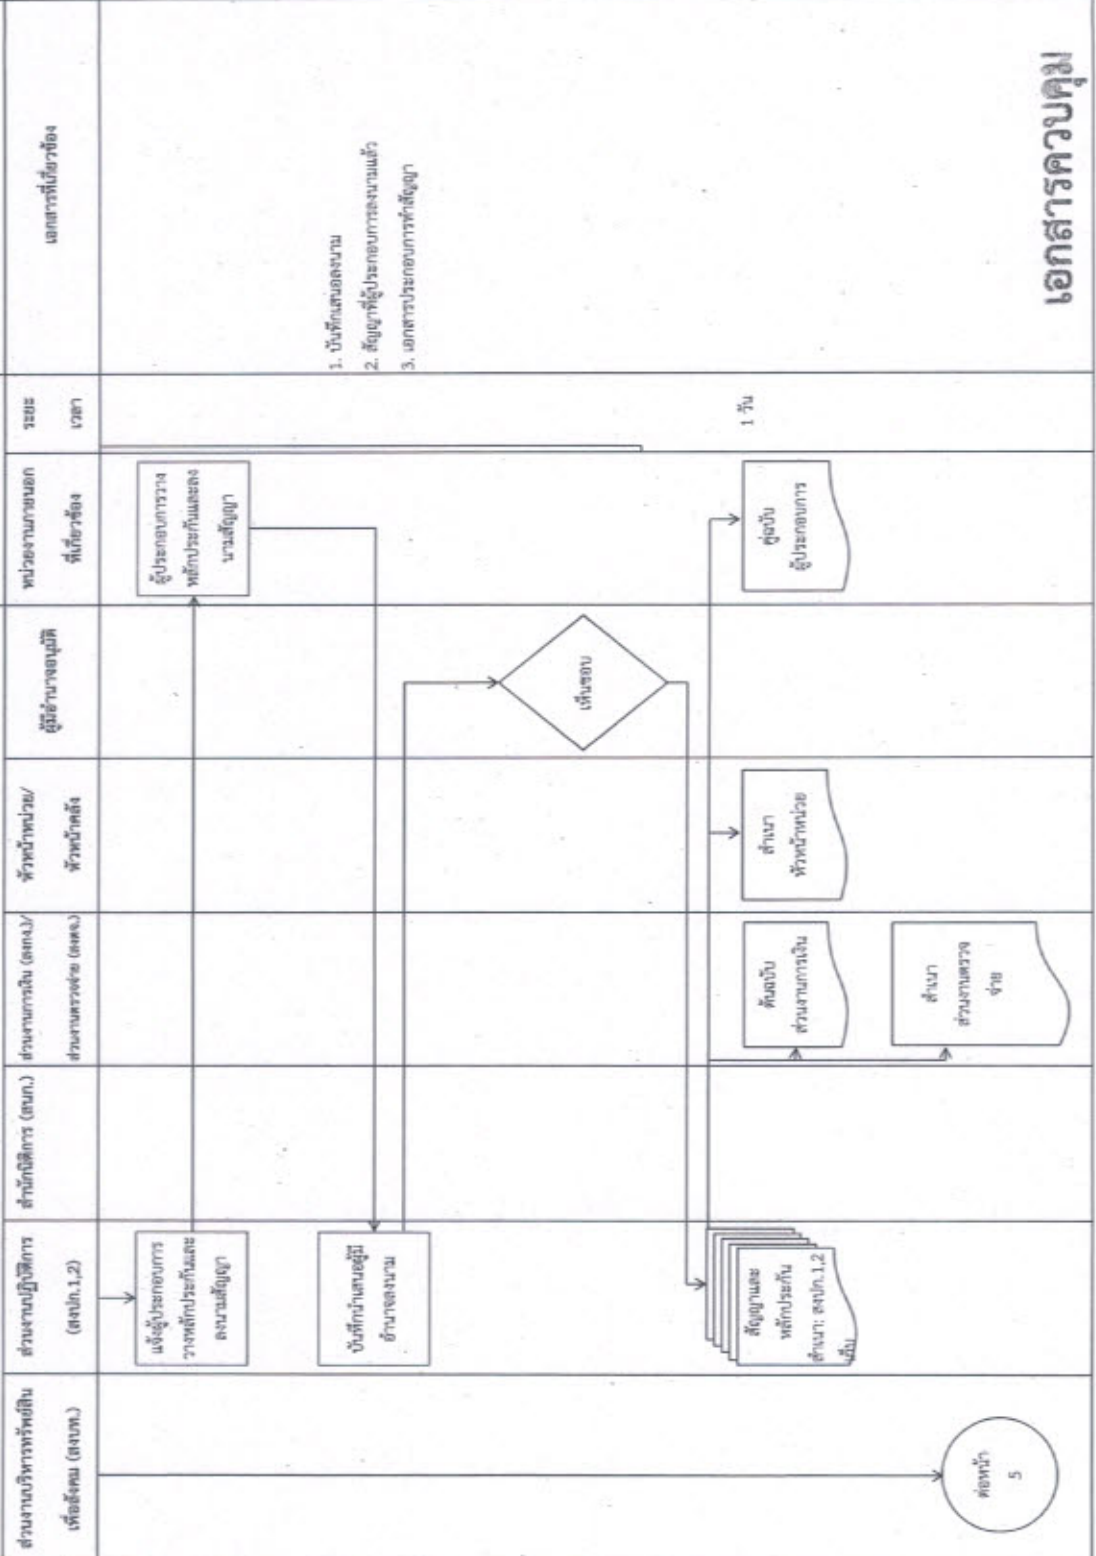 ส่วนงานบริหารทรัพย์สิน
เพื่อสังคม (สงบท.)
ส่วนงานปฏิบัติการ
(สงปก.1,2)
สำนักนิติการ (สนก.)
ส่วนงานการเงิน (สงกง.)/
ส่วนงานตรวจจ่าย (สงตจ.)
หัวหน้าหน่วย/
หัวหน้าคลัง
ผู้มีอำนาจอนุมัติ
หน่วยงานภายนอก
ที่เกี่ยวข้อง
ระยะ
เวลา
เอกสารที่เกี่ยวข้อง
แจ้งผู้ประกอบการ
วางหลักประกันและ
ลงนามสัญญา
ผู้ประกอบการวาง
หลักประกันและลง
นามสัญญา
บันทึกนำเสนอผู้มี
อำนาจลงนาม
1. บันทึกเสนอลงนาม
2. สัญญาที่ผู้ประกอบการลงนามแล้ว
3. เอกสารประกอบการทำสัญญา
เห็นชอบ
สัญญาและ
หลักประกัน
สำเนา: สงปก.1,2
เก็บ
ต้นฉบับ
ส่วนงานการเงิน
สำเนา
หัวหน้าหน่วย
คู่ฉบับ
ผู้ประกอบการ
1 วัน
สำเนา
ส่วนงานตรวจ
จ่าย
ต่อหน้า
5
เอกสารควบคุม